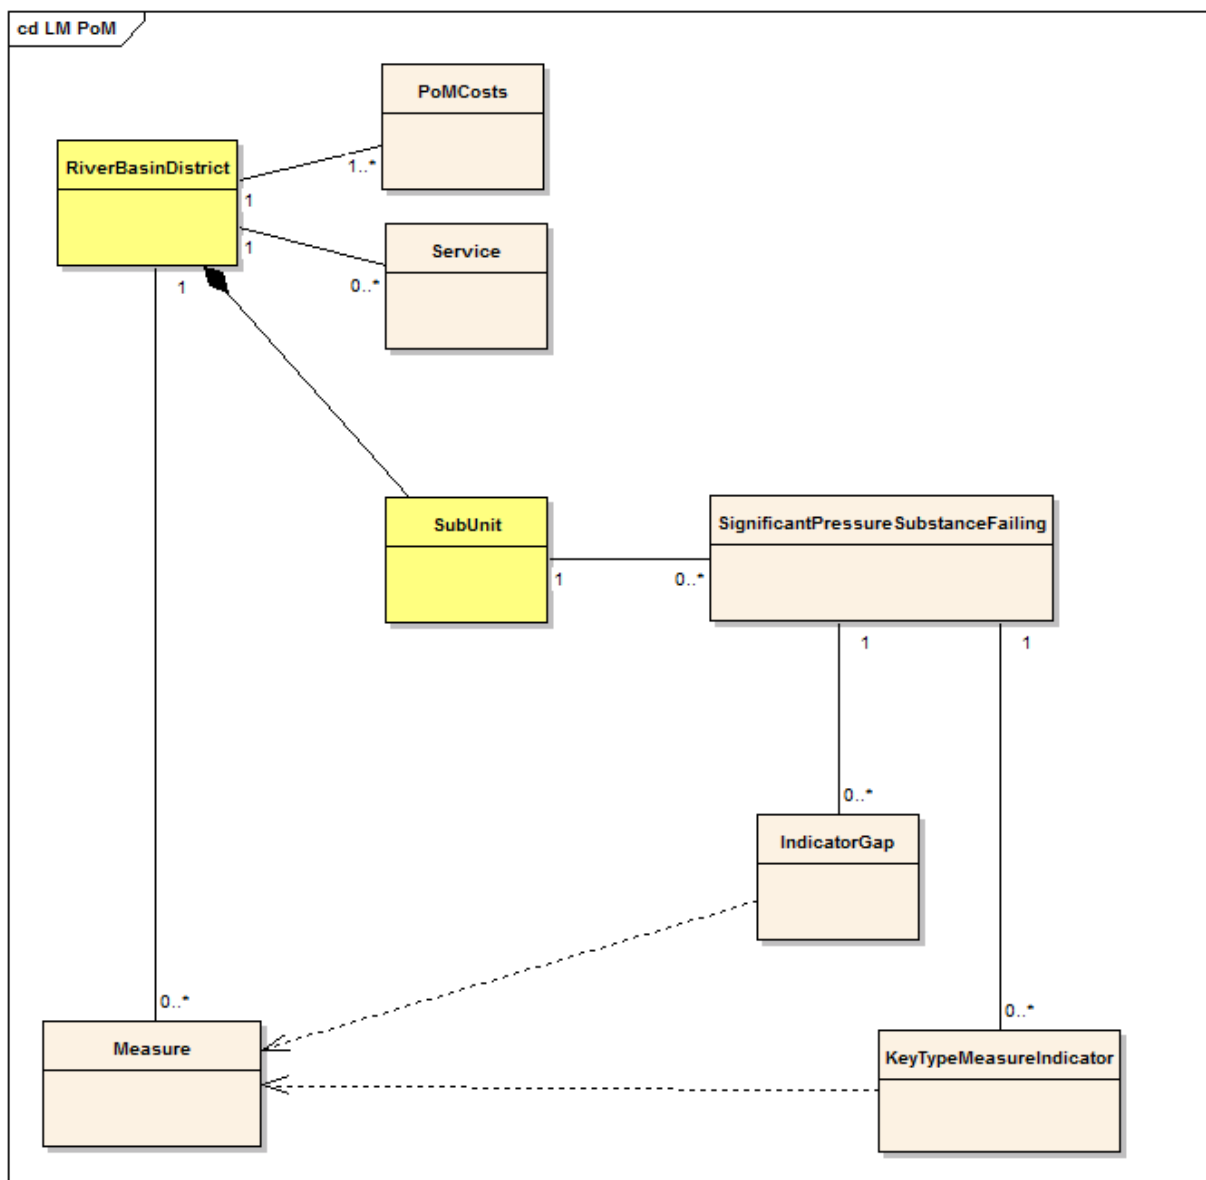 cd LM PoM
PoMCosts
RiverBasinDistrict
1..*
1
Service
1
0..*
1
SubUnit
SignificantPressureSubstanceFailing
1
0..*
1
1
0..*
IndicatorGap
0..*
0..*
Measure
KeyTypeMeasureIndicator